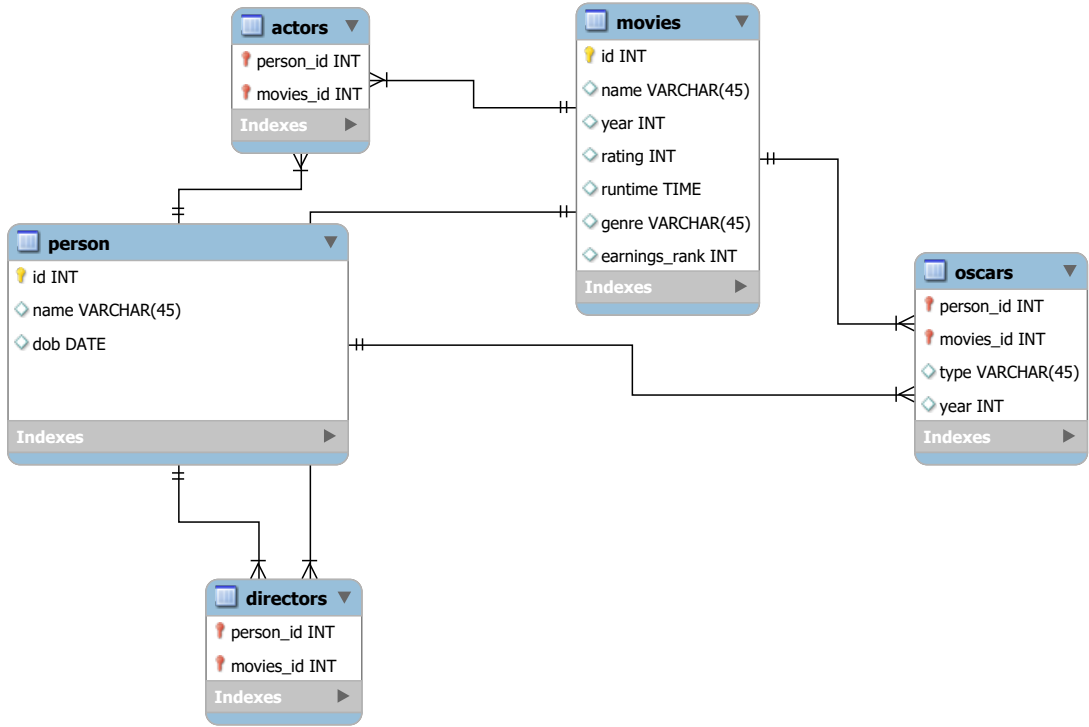 actors
person_id INT
movies_id INT
Indexes
movies
id INT
name VARCHAR(45)
year INT
rating INT
runtime TIME
genre VARCHAR(45)
earnings_rank INT
Indexes
person
id INT
name VARCHAR(45)
dob DATE
Indexes
oscars
person_id INT
movies_id INT
type VARCHAR(45)
year INT
Indexes
directors
person_id INT
movies_id INT
Indexes